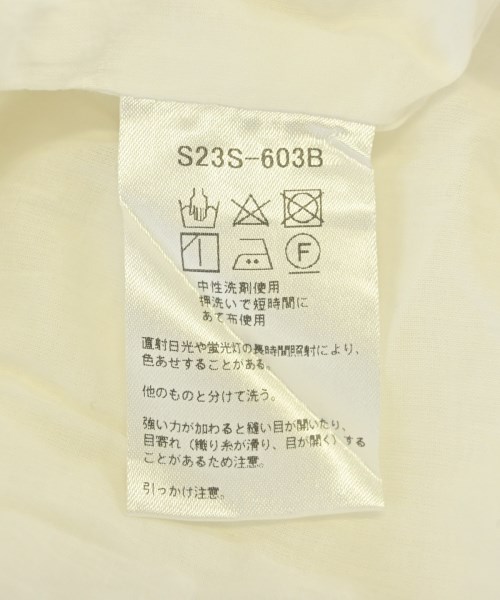 S23S-603B
F
中性洗剤使用
押洗いで短時間に
あて布使用
直射日光や蛍光灯の長時間照射により、
色あせすることがある。
他のものと分けて洗う。
強い力が加わると縫い目が開いたり、
目寄れ（織り糸が滑り、目が開く）する
ことがあるため注意。
引っかけ注意。